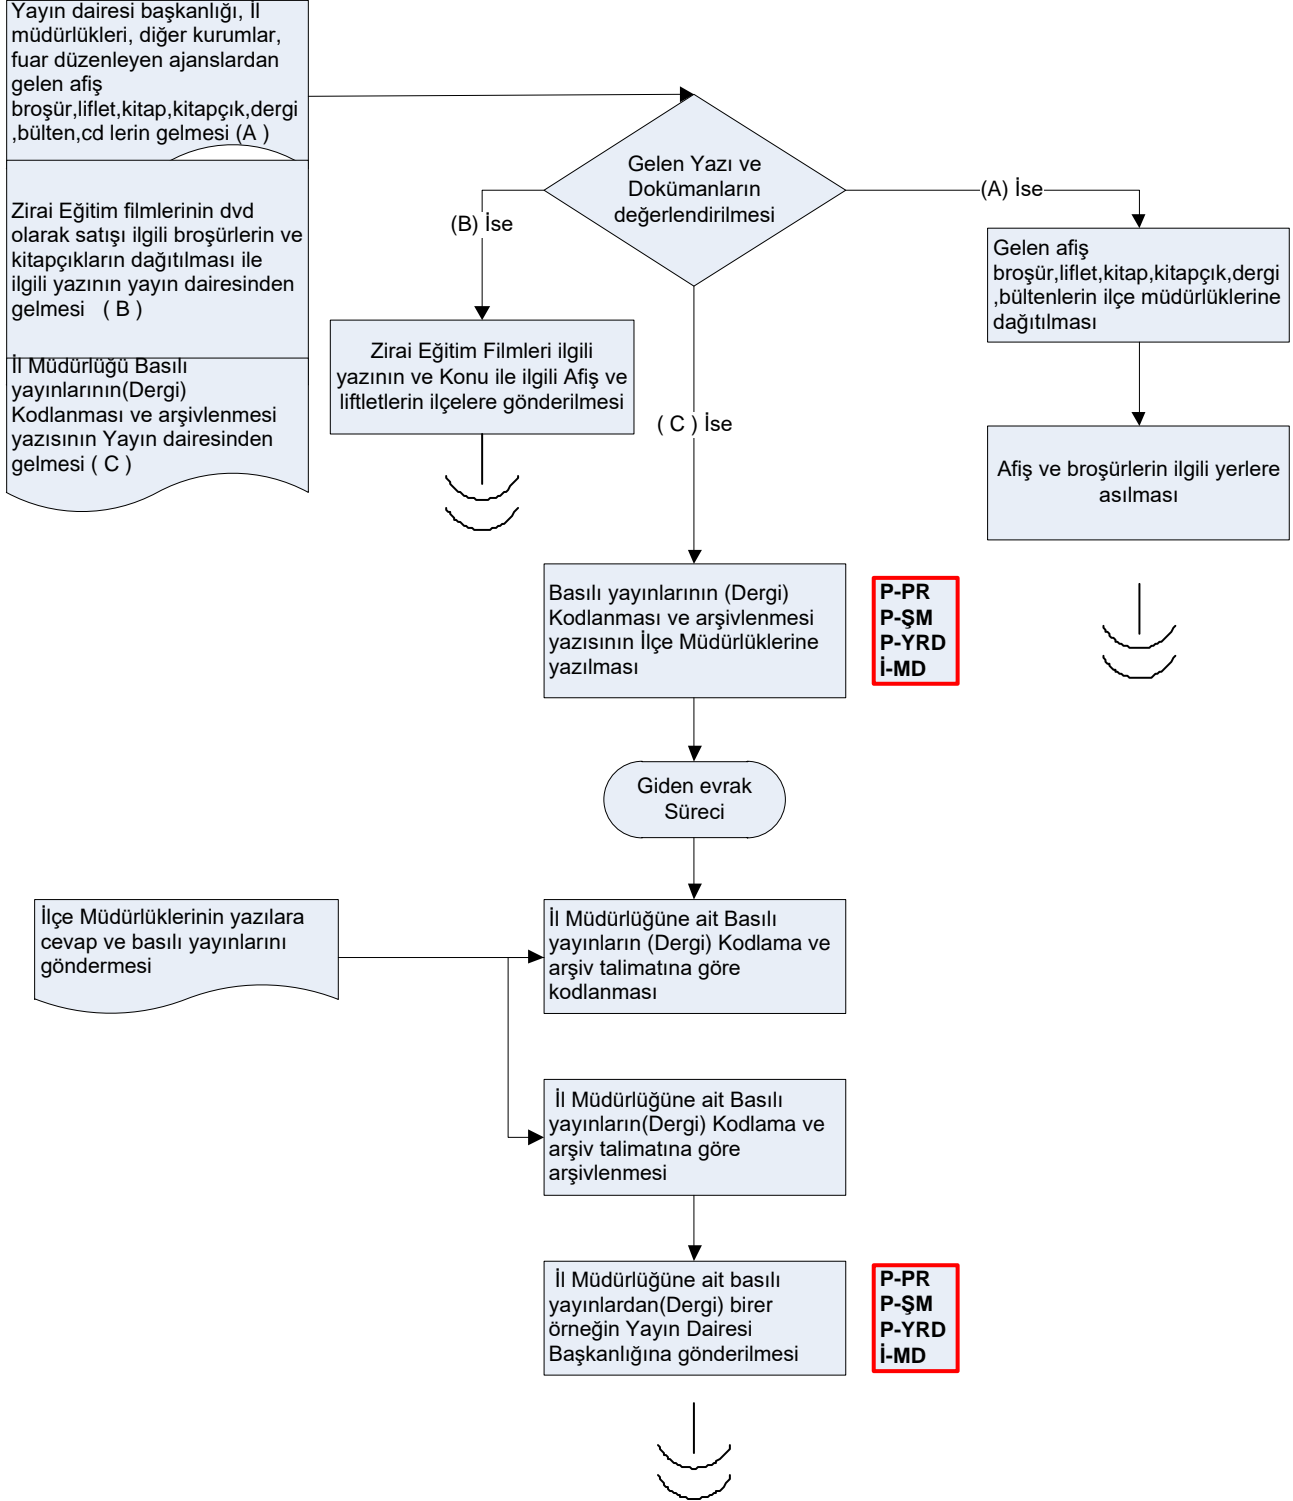 Yayın dairesi başkanlığı, İl
müdürlükleri, diğer kurumlar,
fuar düzenleyen ajanslardan
gelen afiş
broşür,liflet,kitap,kitapçık,dergi
,bülten,cd lerin gelmesi (A )
Zirai Eğitim filmlerinin dvd
olarak satışı ilgili broşürlerin ve
kitapçıkların dağıtılması ile
ilgili yazının yayın dairesinden
gelmesi ( B )
İl Müdürlüğü Basılı
yayınlarının(Dergi)
Kodlanması ve arşivlenmesi
yazısının Yayın dairesinden
gelmesi ( C )
Gelen Yazı ve
Dokümanların
değerlendirilmesi
(B) İse
(A) İse
( C ) İse
Zirai Eğitim Filmleri ilgili
yazının ve Konu ile ilgili Afiş ve
liftletlerin ilçelere gönderilmesi
Gelen afiş
broşür,liflet,kitap,kitapçık,dergi
,bültenlerin ilçe müdürlüklerine
dağıtılması
Afiş ve broşürlerin ilgili yerlere
asılması
Basılı yayınlarının (Dergi)
Kodlanması ve arşivlenmesi
yazısının İlçe Müdürlüklerine
yazılması
P-PR
P-ŞM
P-YRD
İ-MD
Giden evrak
Süreci
İlçe Müdürlüklerinin yazılara
cevap ve basılı yayınlarını
göndermesi
İl Müdürlüğüne ait Basılı
yayınların (Dergi) Kodlama ve
arşiv talimatına göre
kodlanması
İl Müdürlüğüne ait Basılı
yayınların(Dergi) Kodlama ve
arşiv talimatına göre
arşivlenmesi
İl Müdürlüğüne ait basılı
yayınlardan(Dergi) birer
örneğin Yayın Dairesi
Başkanlığına gönderilmesi
P-PR
P-ŞM
P-YRD
İ-MD